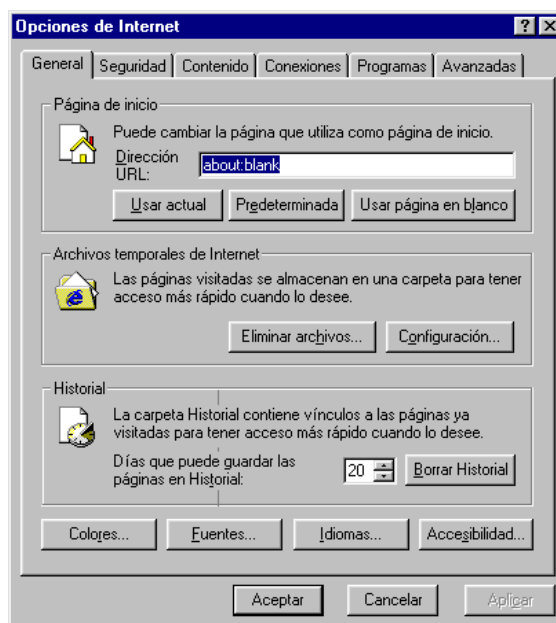 Opciones de Internet
General Seguridad Contenido Conexiones Programas Avanzadas
Página de inicio
Puede cambiar la página que utiliza como página de inicio.
Dirección
URL:
about:blank
Usar actual Predeterminada Usar página en blanco
Archivos temporales de Internet
Las páginas visitadas se almacenan en una carpeta para tener
acceso más rápido cuando lo desee.
Eliminar archivos... Configuración...
Historial
La carpeta Historial contiene vínculos a las páginas ya
visitadas para tener acceso más rápido cuando lo desee.
Días que puede guardar las
páginas en Historial:
20 Borrar Historial
Colores... Fuentes... Idiomas... Accesibilidad...
Aceptar Cancelar Aplicar